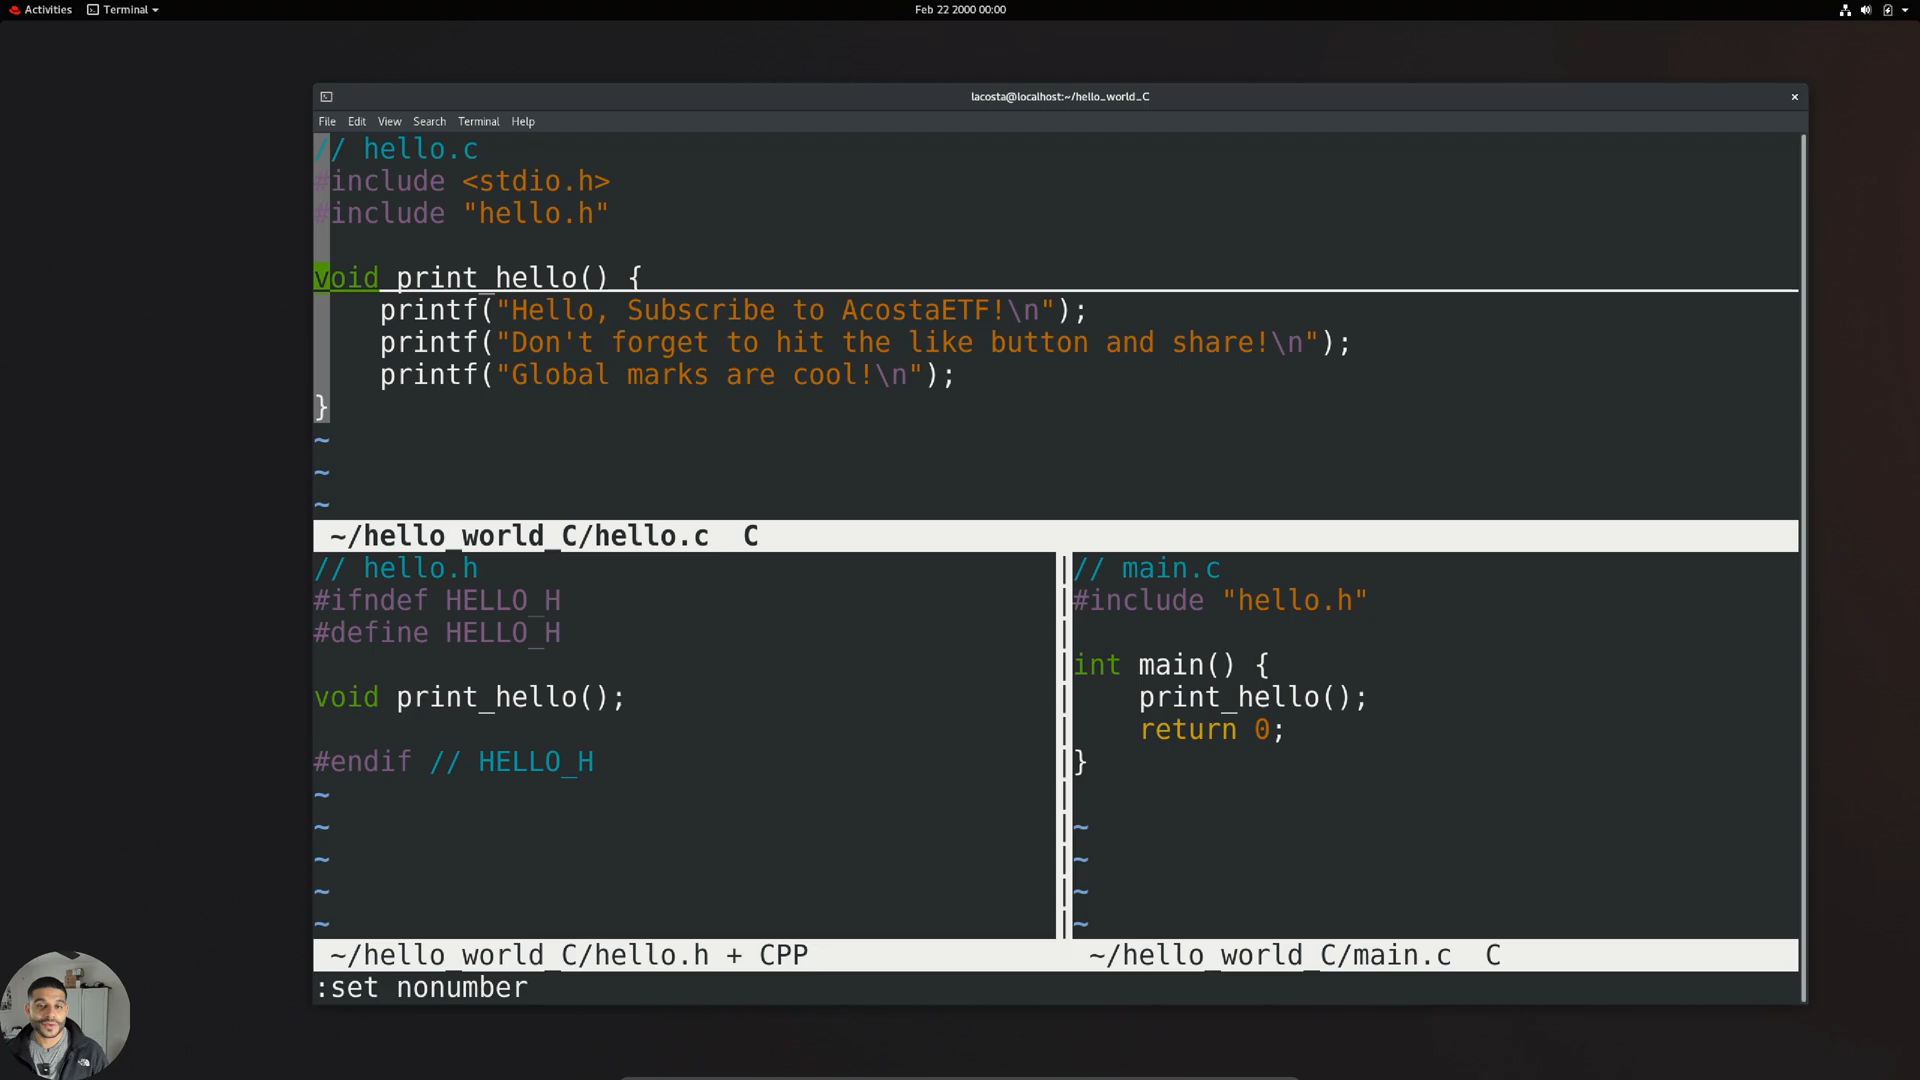 Activities Terminal Feb 22 2000 00:00
lacosta@localhost:~/hello_world_C
File Edit View Search Terminal Help
// hello.c
#include <stdio.h>
#include "hello.h"
void print_hello() {
printf("Hello, Subscribe to AcostaETF!\n");
printf("Don't forget to hit the like button and share!\n");
printf("Global marks are cool!\n");
}
~
~
~
~/hello_world_C/hello.c C
// hello.h
#ifndef HELLO_H
#define HELLO_H
void print_hello();
#endif // HELLO_H
~
~
~
~
~
~/hello_world_C/hello.h + CPP
// main.c
#include "hello.h"
int main() {
print_hello();
return 0;
}
~
~
~
~
~/hello_world_C/main.c C
:set nonumber